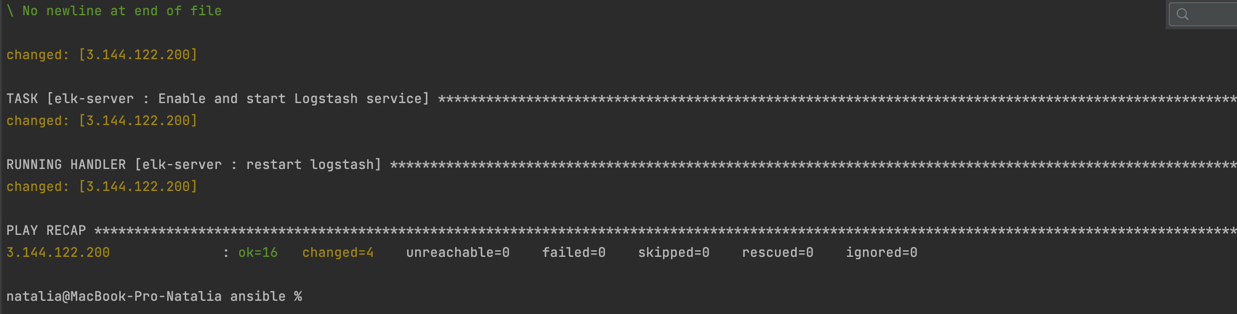 \ No newline at end of file
changed: [3.144.122.200]
TASK [elk-server : Enable and start Logstash service] ****************************************************************************************************
changed: [3.144.122.200]
RUNNING HANDLER [elk-server : restart logstash] **********************************************************************************************************
changed: [3.144.122.200]
PLAY RECAP ***********************************************************************************************************************************************
3.144.122.200              : ok=16   changed=4    unreachable=0    failed=0    skipped=0    rescued=0    ignored=0
natalia@MacBook-Pro-Natalia ansible %